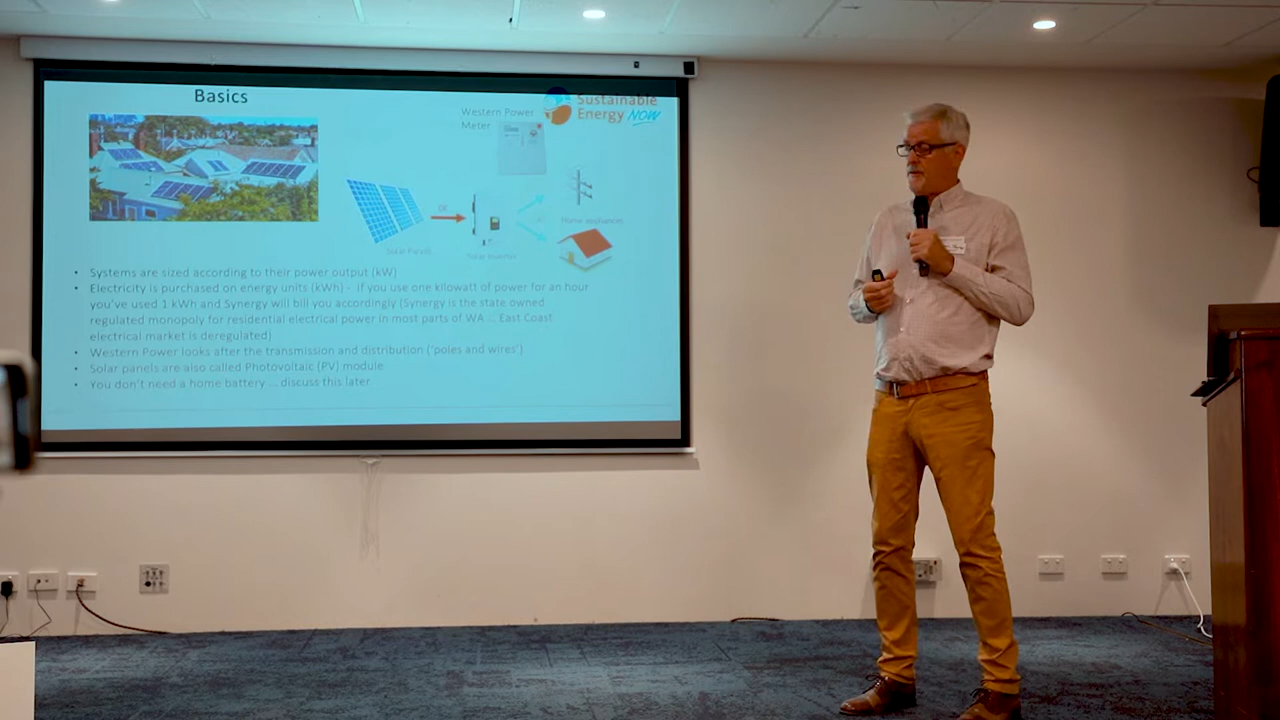 Basics
Western Power
Meter
Sustainable
Energy NOW
DC
Solar Panels
Solar Inverter
Home appliances
• Systems are sized according to their power output (kW)
• Electricity is purchased on energy units (kWh) - if you use one kilowatt of power for an hour
you've used 1 kWh and Synergy will bill you accordingly (Synergy is the state owned
regulated monopoly for residential electrical power in most parts of WA ... East Coast
electrical market is deregulated)
• Western Power looks after the transmission and distribution ('poles and wires')
• Solar panels are also called Photovoltaic (PV) module
• You don't need a home battery ... discuss this later